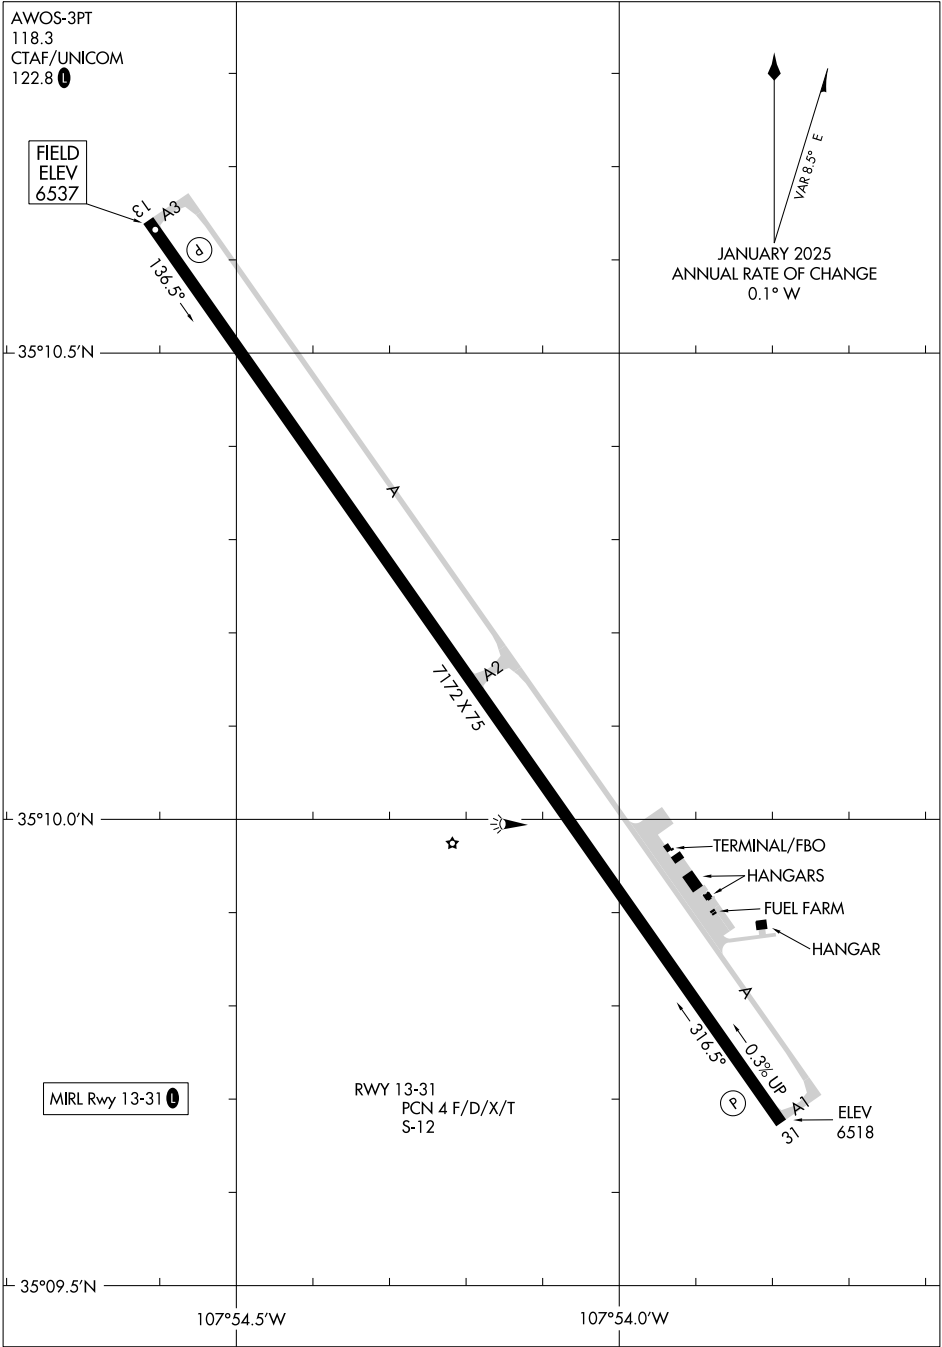 AWOS-3PT
118.3
CTAF/UNICOM
122.8 L
FIELD
ELEV
6537
VAR 8.5° E
JANUARY 2025
ANNUAL RATE OF CHANGE
0.1° W
13
A3
P
136.5°
35°10.5'N
A
A2
7172 X 75
35°10.0'N
TERMINAL/FBO
HANGARS
FUEL FARM
HANGAR
A
316.5°
0.3% UP
MIRL Rwy 13-31 L
RWY 13-31
PCN 4 F/D/X/T
S-12
P
A1
31
ELEV
6518
35°09.5'N
107°54.5'W
107°54.0'W